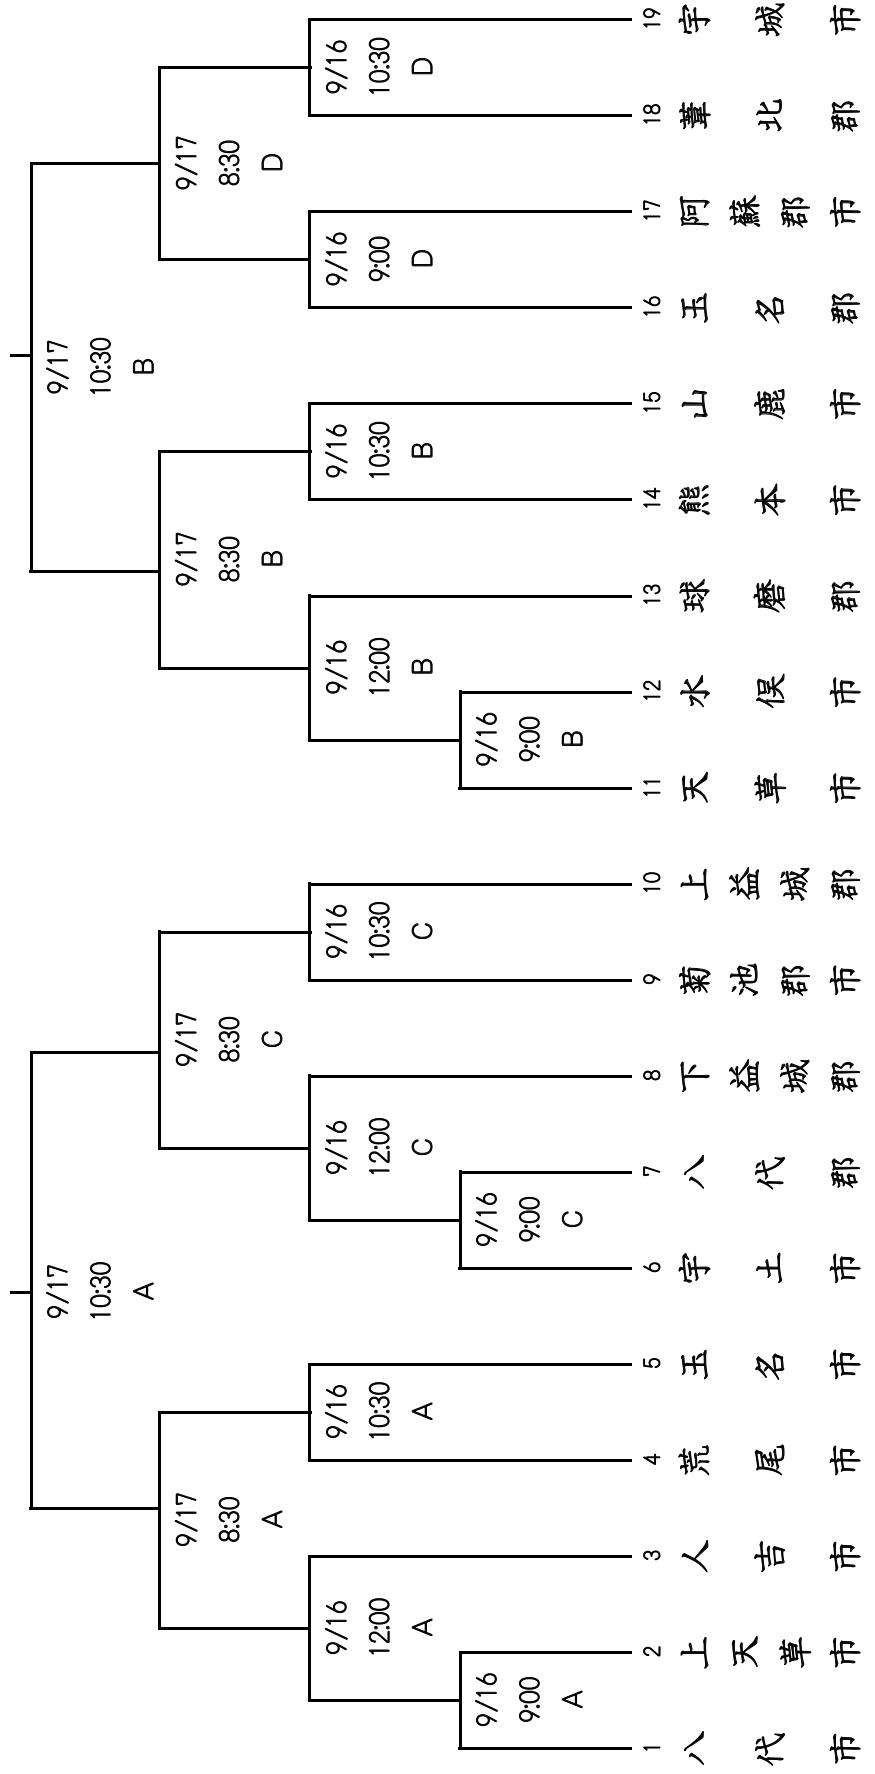 9/17
10:30
B
9/17
10:30
A
9/17
8:30
D
9/17
8:30
B
9/17
8:30
C
9/17
8:30
A
9/16
10:30
D
9/16
9:00
D
9/16
10:30
B
9/16
12:00
B
9/16
10:30
C
9/16
12:00
C
9/16
10:30
A
9/16
12:00
A
9/16
9:00
B
9/16
9:00
C
9/16
9:00
A
19 宇城市
18 葦北郡
17 阿蘇郡市
16 玉名郡
15 山鹿市
14 熊本市
13 球磨郡
12 水俣市
11 天草市
10 上益城郡
9 菊池郡市
8 下益城郡
7 八代郡
6 宇土市
5 玉名市
4 荒尾市
3 人吉市
2 上天草市
1 八代市